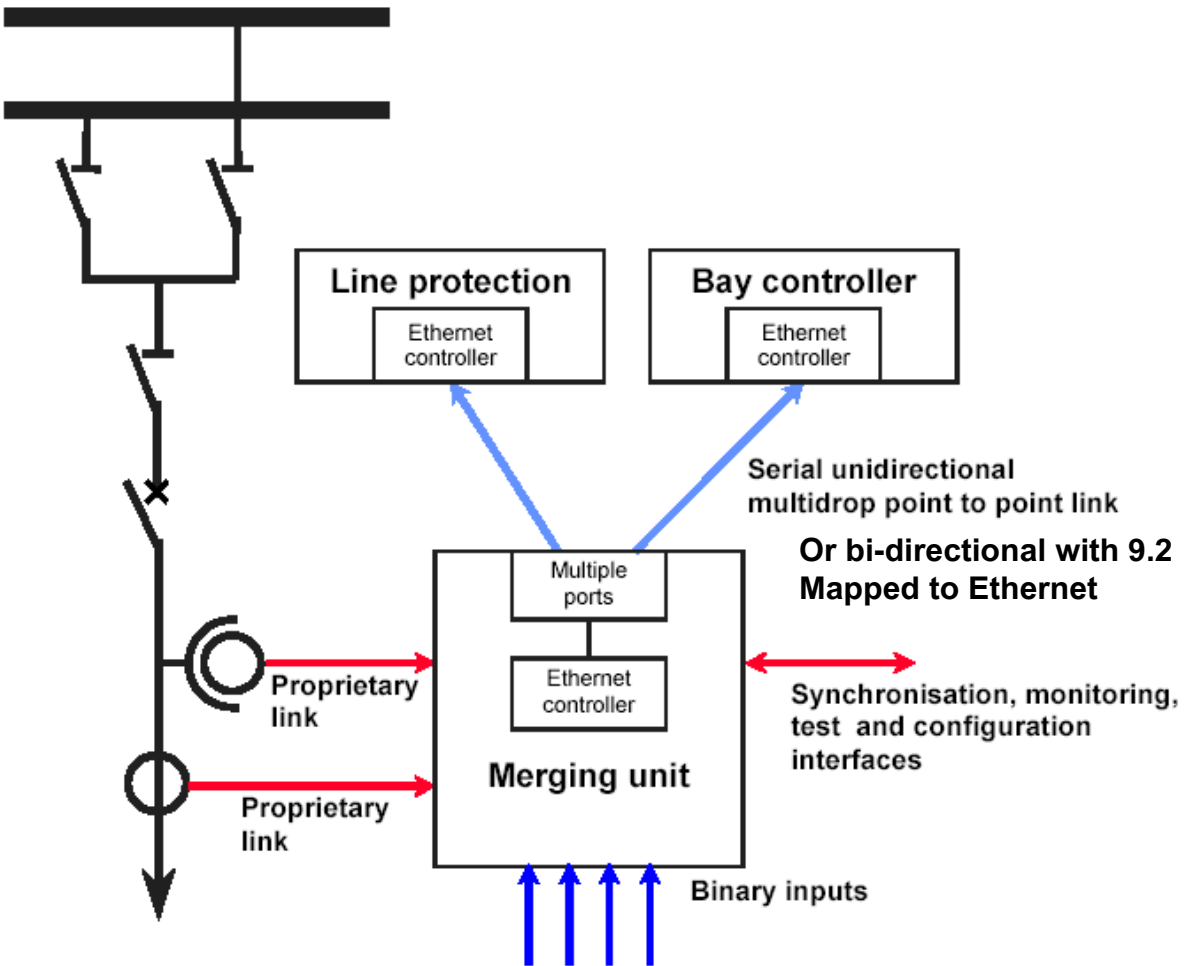 Line protection
Ethernet
controller
Bay controller
Ethernet
controller
Serial unidirectional
multidrop point to point link
Or bi-directional with 9.2
Mapped to Ethernet
Multiple
ports
Ethernet
controller
Merging unit
Proprietary
link
Proprietary
link
Synchronisation, monitoring,
test and configuration
interfaces
Binary inputs